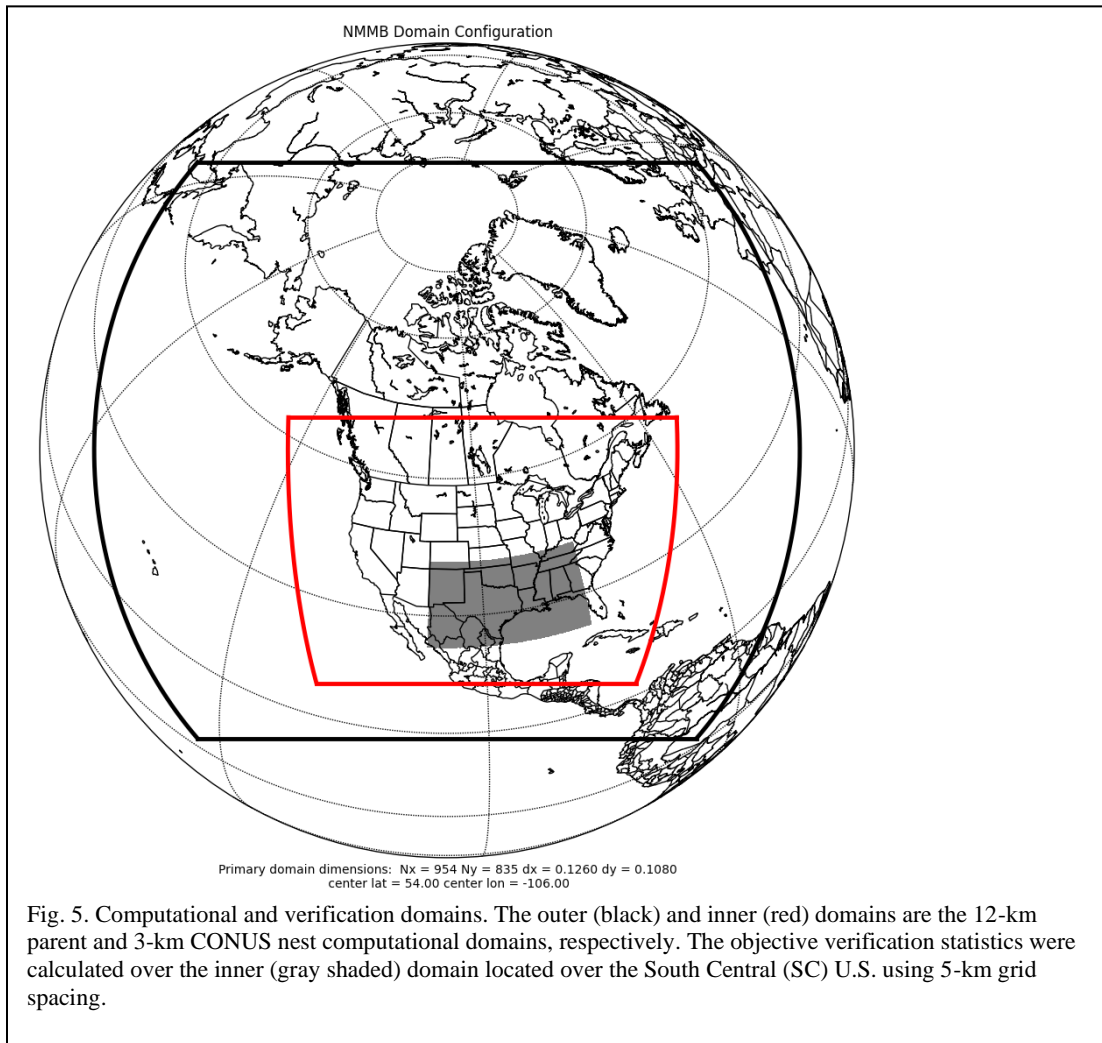 NMMB Domain Configuration
Primary domain dimensions: Nx = 954 Ny = 835 dx = 0.1260 dy = 0.1080
center lat = 54.00 center lon = -106.00
Fig. 5. Computational and verification domains. The outer (black) and inner (red) domains are the 12-km
parent and 3-km CONUS nest computational domains, respectively. The objective verification statistics were
calculated over the inner (gray shaded) domain located over the South Central (SC) U.S. using 5-km grid
spacing.